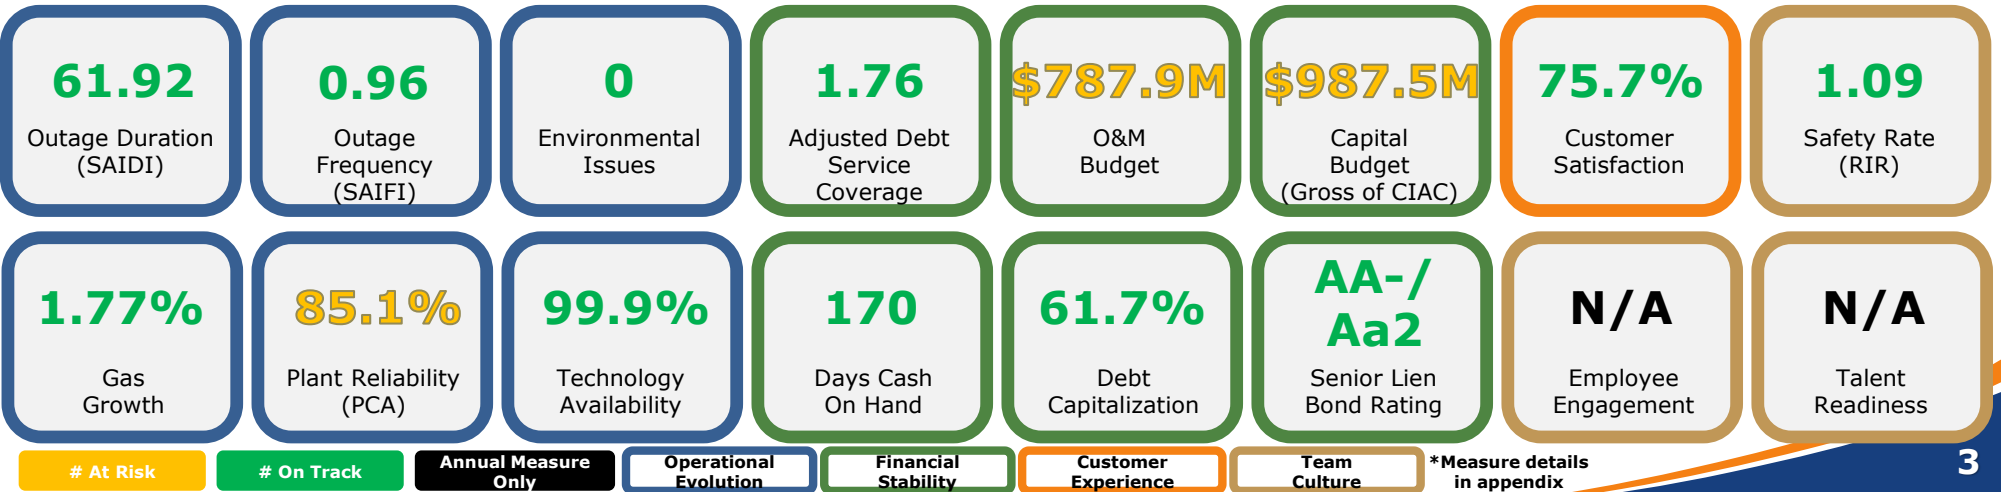 61.92
Outage Duration
(SAIDI)
0.96
Outage
Frequency
(SAIFI)
0
Environmental
Issues
1.76
Adjusted Debt
Service
Coverage
$787.9M
O&M
Budget
$987.5M
Capital
Budget
(Gross of CIAC)
75.7%
Customer
Satisfaction
1.09
Safety Rate
(RIR)
1.77%
Gas
Growth
85.1%
Plant Reliability
(PCA)
99.9%
Technology
Availability
170
Days Cash
On Hand
61.7%
Debt
Capitalization
AA-/
Aa2
Senior Lien
Bond Rating
N/A
Employee
Engagement
N/A
Talent
Readiness
# At Risk
# On Track
Annual Measure
Only
Operational
Evolution
Financial
Stability
Customer
Experience
Team
Culture
*Measure details
in appendix
3